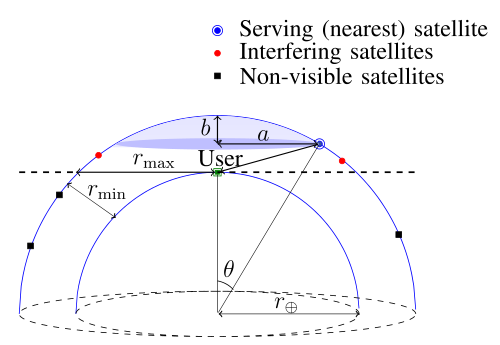 Serving (nearest) satellite
Interfering satellites
Non-visible satellites
b
a
User
r_max
r_min
θ
r_⊕